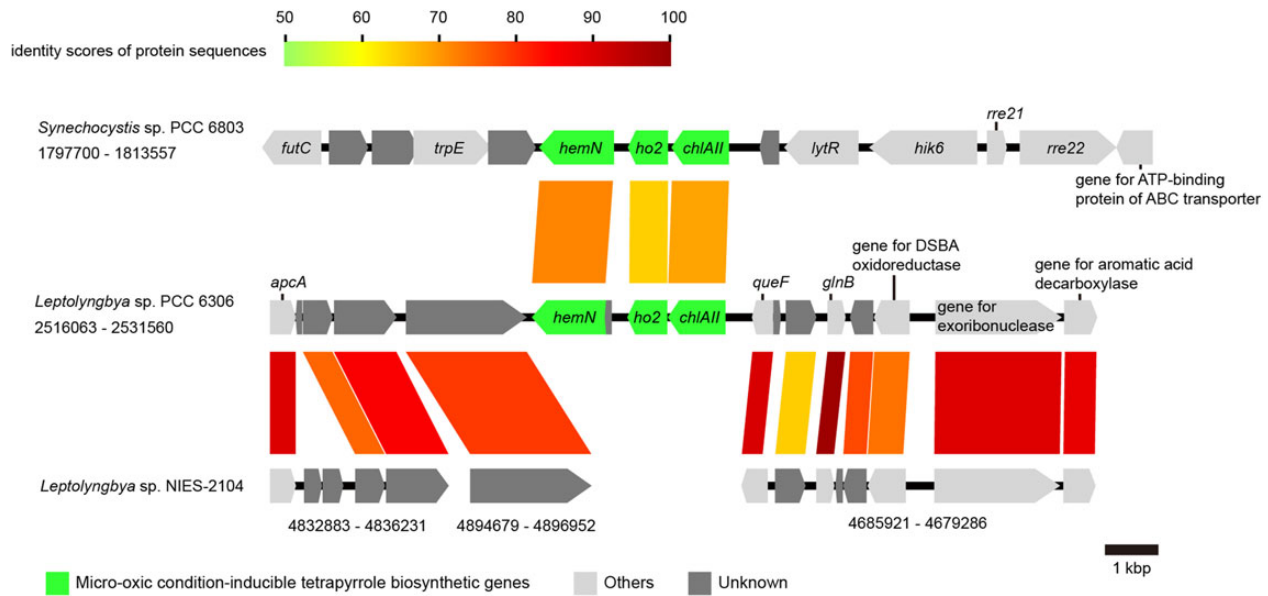 50 60 70 80 90 100
identity scores of protein sequences
Synechocystis sp. PCC 6803
1797700 - 1813557
rre21
futC trpE hemN ho2 chlAII lytR hik6 rre22
gene for ATP-binding
protein of ABC transporter
gene for DSBA
oxidoreductase
gene for aromatic acid
decarboxylase
apcA queF glnB
Leptolyngbya sp. PCC 6306
2516063 - 2531560
hemN ho2 chlAII
gene for
exoribonuclease
Leptolyngbya sp. NIES-2104
4832883 - 4836231 4894679 - 4896952 4685921 - 4679286
1 kbp
Micro-oxic condition-inducible tetrapyrrole biosynthetic genes Others Unknown